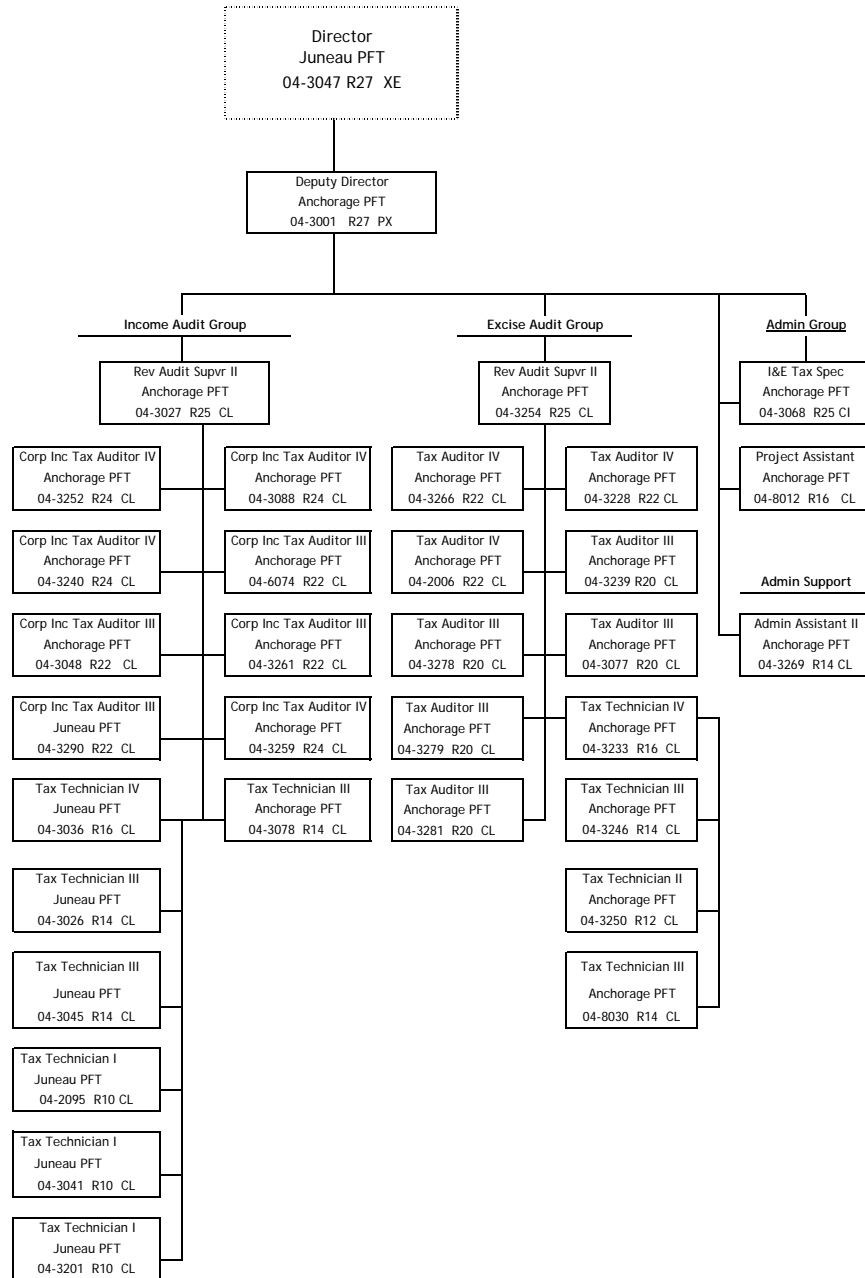 Director
Juneau PFT
04-3047 R27 XE
Deputy Director
Anchorage PFT
04-3001 R27 PX
Income Audit Group
Rev Audit Supvr II
Anchorage PFT
04-3027 R25 CL
Corp Inc Tax Auditor IV
Anchorage PFT
04-3252 R24 CL
Corp Inc Tax Auditor IV
Anchorage PFT
04-3088 R24 CL
Corp Inc Tax Auditor IV
Anchorage PFT
04-3240 R24 CL
Corp Inc Tax Auditor III
Anchorage PFT
04-6074 R22 CL
Corp Inc Tax Auditor III
Anchorage PFT
04-3048 R22 CL
Corp Inc Tax Auditor III
Anchorage PFT
04-3261 R22 CL
Corp Inc Tax Auditor III
Juneau PFT
04-3290 R22 CL
Corp Inc Tax Auditor IV
Anchorage PFT
04-3259 R24 CL
Tax Technician IV
Juneau PFT
04-3036 R16 CL
Tax Technician III
Anchorage PFT
04-3078 R14 CL
Tax Technician III
Juneau PFT
04-3026 R14 CL
Tax Technician III
Juneau PFT
04-3045 R14 CL
Tax Technician I
Juneau PFT
04-2095 R10 CL
Tax Technician I
Juneau PFT
04-3041 R10 CL
Tax Technician I
Juneau PFT
04-3201 R10 CL
Excise Audit Group
Rev Audit Supvr II
Anchorage PFT
04-3254 R25 CL
Tax Auditor IV
Anchorage PFT
04-3266 R22 CL
Tax Auditor IV
Anchorage PFT
04-3228 R22 CL
Tax Auditor IV
Anchorage PFT
04-2006 R22 CL
Tax Auditor III
Anchorage PFT
04-3239 R20 CL
Tax Auditor III
Anchorage PFT
04-3278 R20 CL
Tax Auditor III
Anchorage PFT
04-3077 R20 CL
Tax Auditor III
Anchorage PFT
04-3279 R20 CL
Tax Technician IV
Anchorage PFT
04-3233 R16 CL
Tax Auditor III
Anchorage PFT
04-3281 R20 CL
Tax Technician III
Anchorage PFT
04-3246 R14 CL
Tax Technician II
Anchorage PFT
04-3250 R12 CL
Tax Technician III
Anchorage PFT
04-8030 R14 CL
Admin Group
I&E Tax Spec
Anchorage PFT
04-3068 R25 Cl
Project Assistant
Anchorage PFT
04-8012 R16 CL
Admin Support
Admin Assistant II
Anchorage PFT
04-3269 R14 CL